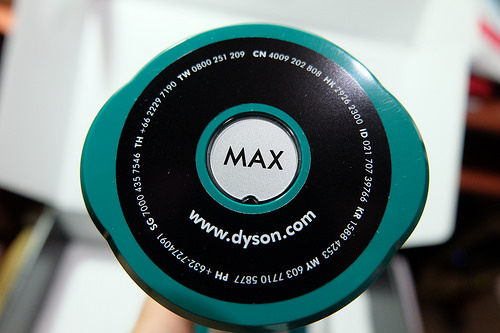 MAX
www.dyson.com
TW 0800 251 209 CN 4009 202 808 HK 2926 2300 ID 021 707 39766 KR 1588 4253 MY 603 7710 5877 PH +632-7274091 SG 7000 435 7546 TH +66 2229 7190